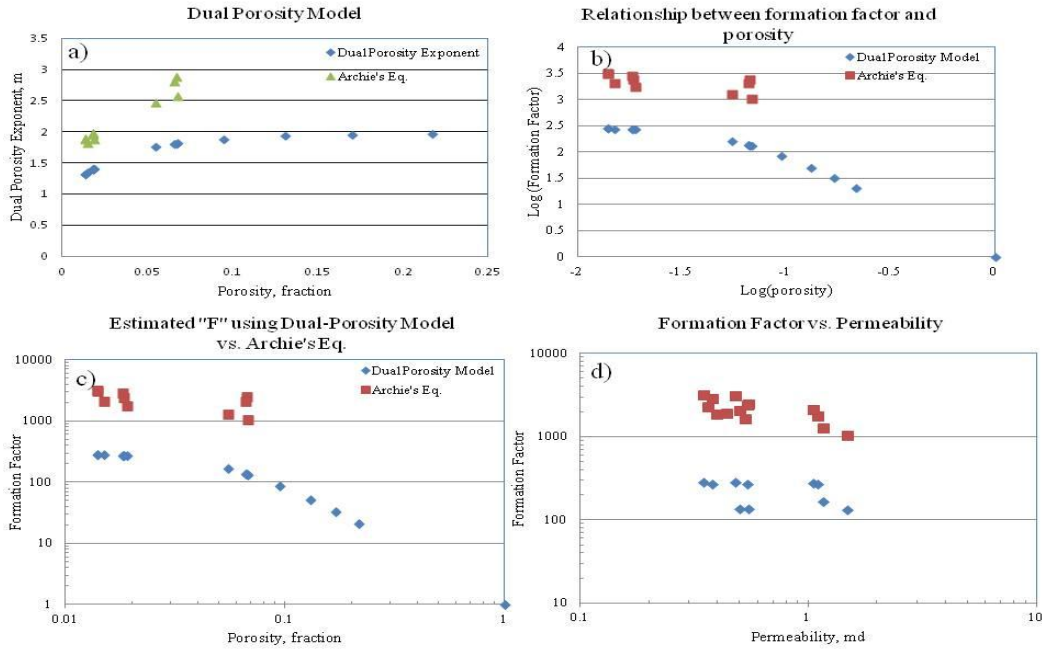 Dual Porosity Model
a)
Dual Porosity Exponent
Archie's Eq.
Dual Porosity Exponent, m
3.5
3
2.5
2
1.5
1
0.5
0
0
0.05
0.1
0.15
0.2
0.25
Porosity, fraction
Relationship between formation factor and
porosity
b)
Dual Porosity Model
Archie's Eq.
Log (Formation Factor)
4
3.5
3
2.5
2
1.5
1
0.5
0
-2
-1.5
-1
-0.5
0
Log(porosity)
Estimated "F" using Dual-Porosity Model
vs. Archie's Eq.
c)
Dual Porosity Model
Archie's Eq.
Formation Factor
10000
1000
100
10
1
0.01
0.1
1
Porosity, fraction
Formation Factor vs. Permeability
d)
Formation Factor
10000
1000
100
10
0.1
1
10
Permeability, md